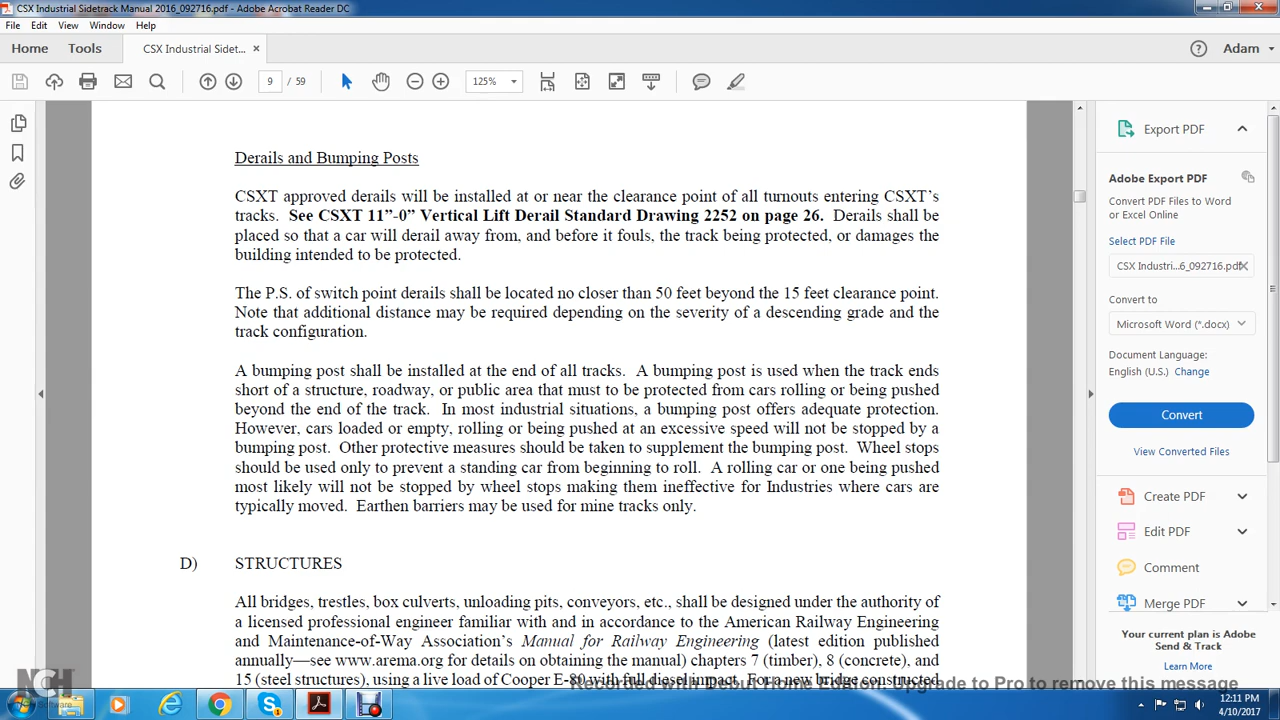 CSX Industrial Sidetrack Manual 2016_092716.pdf - Adobe Acrobat Reader DC
File Edit View Window Help
Home Tools CSX Industrial Sidet... × Adam
9 / 59 125%
Derails and Bumping Posts
CSXT approved derails will be installed at or near the clearance point of all turnouts entering CSXT’s
tracks. See CSXT 11”-0” Vertical Lift Derail Standard Drawing 2252 on page 26. Derails shall be
placed so that a car will derail away from, and before it fouls, the track being protected, or damages the
building intended to be protected.
The P.S. of switch point derails shall be located no closer than 50 feet beyond the 15 feet clearance point.
Note that additional distance may be required depending on the severity of a descending grade and the
track configuration.
A bumping post shall be installed at the end of all tracks. A bumping post is used when the track ends
short of a structure, roadway, or public area that must to be protected from cars rolling or being pushed
beyond the end of the track. In most industrial situations, a bumping post offers adequate protection.
However, cars loaded or empty, rolling or being pushed at an excessive speed will not be stopped by a
bumping post. Other protective measures should be taken to supplement the bumping post. Wheel stops
should be used only to prevent a standing car from beginning to roll. A rolling car or one being pushed
most likely will not be stopped by wheel stops making them ineffective for Industries where cars are
typically moved. Earthen barriers may be used for mine tracks only.
D) STRUCTURES
All bridges, trestles, box culverts, unloading pits, conveyors, etc., shall be designed under the authority of
a licensed professional engineer familiar with and in accordance to the American Railway Engineering
and Maintenance-of-Way Association’s Manual for Railway Engineering (latest edition published
annually—see www.arema.org for details on obtaining the manual) chapters 7 (timber), 8 (concrete), and
15 (steel structures), using a live load of Cooper E-80 with full diesel impact. For a new bridge constructed
Export PDF
Adobe Export PDF
Convert PDF Files to Word
or Excel Online
Select PDF File
CSX Industri...6_092716.pdf
Convert to
Microsoft Word (*.docx)
Document Language:
English (U.S.) Change
Convert
View Converted Files
Create PDF
Edit PDF
Comment
Merge PDF
Your current plan is Adobe
Send & Track
Learn More
NCH
Software
Recorded with Debut Home Edition. Upgrade to Pro to remove this message
12:11 PM
4/10/2017